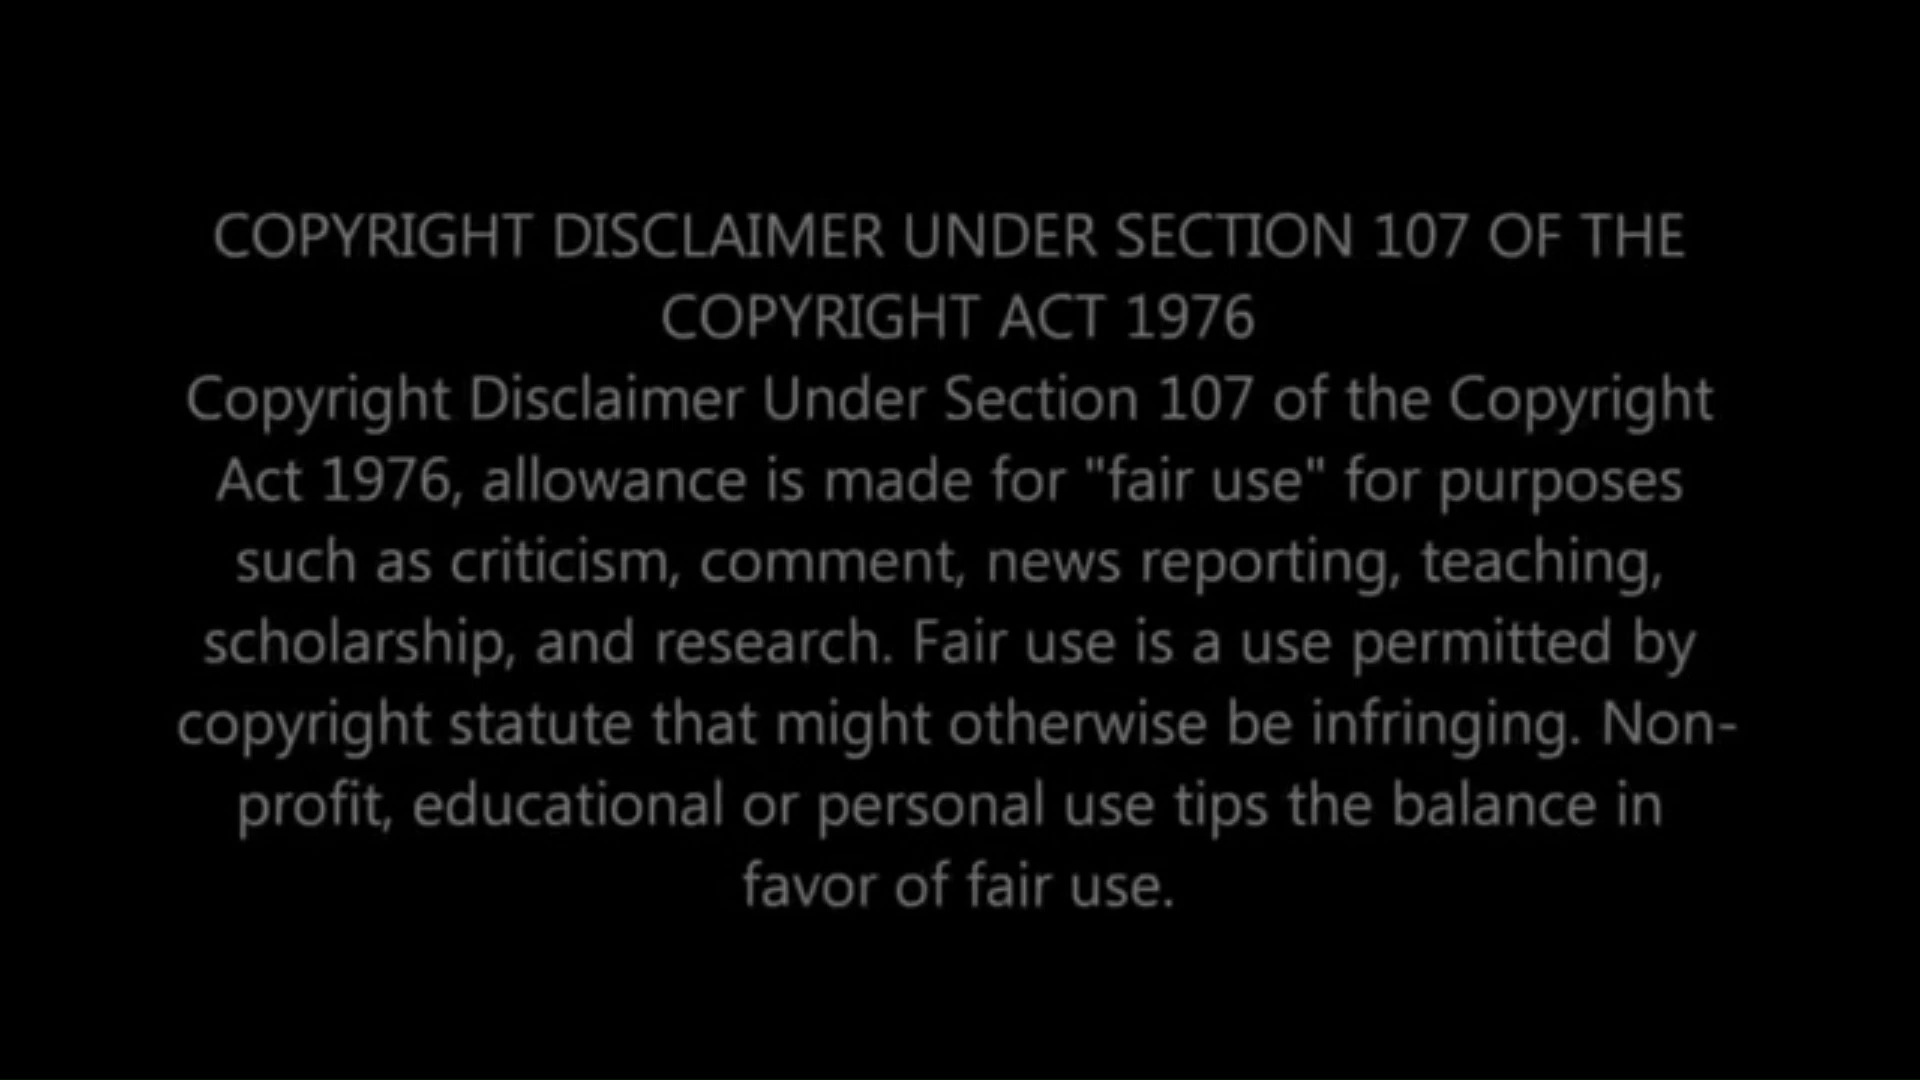 COPYRIGHT DISCLAIMER UNDER SECTION 107 OF THE
COPYRIGHT ACT 1976
Copyright Disclaimer Under Section 107 of the Copyright
Act 1976, allowance is made for "fair use" for purposes
such as criticism, comment, news reporting, teaching,
scholarship, and research. Fair use is a use permitted by
copyright statute that might otherwise be infringing. Non-
profit, educational or personal use tips the balance in
favor of fair use.